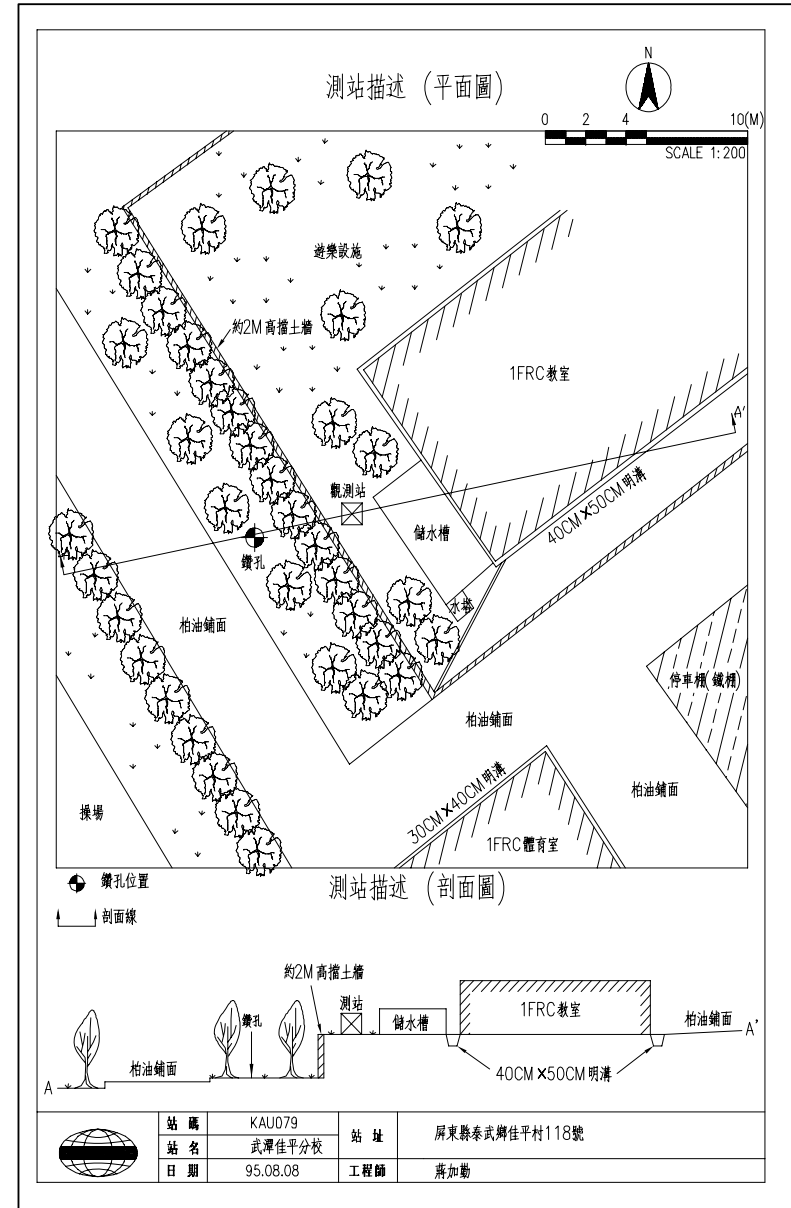 測站描述 (平面圖)
N
0 2 4 10(M)
SCALE 1:200
遊樂設施
約2M高擋土牆
1FRC教室
A'
觀測站
40CM×50CM明溝
儲水槽
鑽孔
水塔
柏油鋪面
停車棚(鐵棚)
柏油鋪面
30CM×40CM明溝
柏油鋪面
操場
1FRC體育室
鑽孔位置
測站描述 (剖面圖)
剖面線
約2M高擋土牆
測站
鑽孔
儲水槽
1FRC教室
柏油鋪面
A'
柏油鋪面
40CM×50CM明溝
A
站碼 KAU079 站址 屏東縣泰武鄉佳平村118號
站名 武潭佳平分校
日期 95.08.08 工程師 蔣加勤